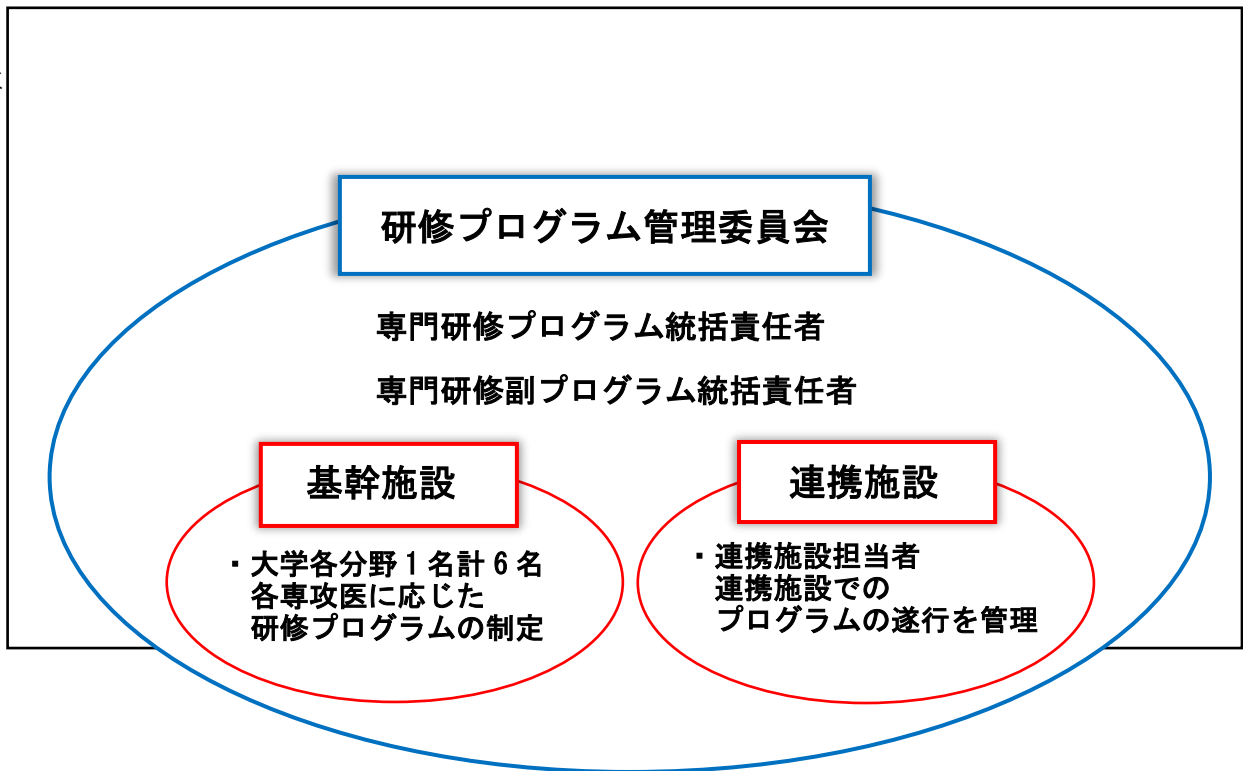 研修プログラム管理委員会
専門研修プログラム統括責任者
専門研修副プログラム統括責任者
基幹施設
・大学各分野1名計6名
各専攻医に応じた
研修プログラムの制定
連携施設
・連携施設担当者
連携施設での
プログラムの遂行を管理